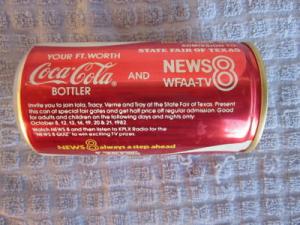 ADMISSION TO
STATE FAIR OF TEXAS
YOUR FT. WORTH
Coca-Cola
BOTTLER
AND
NEWS 8
WFAA-TV
Invite you to join Iola, Tracy, Verne and Troy at the State Fair of Texas. Present
this can at special fair gates and get half price off regular admission. Good
for adults and children on the following days and nights only:
October 8, 12, 13, 14, 19, 20 & 21, 1982
Watch NEWS 8 and then listen to KPLX Radio for the
"NEWS 8 QUIZ" to win exciting TV prizes.
NEWS 8 always a step ahead